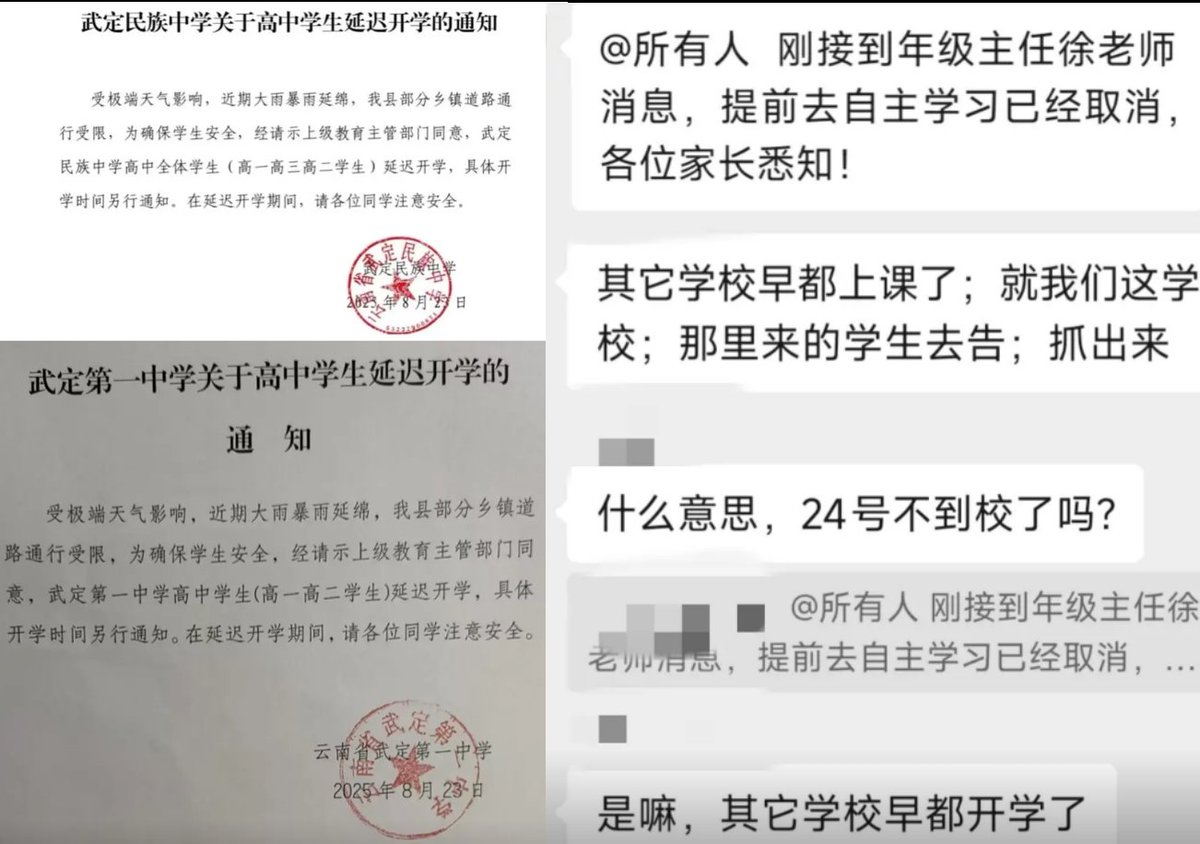 武定民族中学关于高中学生延迟开学的通知
受极端天气影响，近期大雨暴雨延绵，我县部分乡镇道路通
行受限，为确保学生安全，经请示上级教育主管部门同意，武定
民族中学高中全体学生（高一高三高二学生）延迟开学，具体开
学时间另行通知。在延迟开学期间，请各位同学注意安全。
武定民族中学
2025年8月23日
云南省武定民族中学
武定第一中学关于高中学生延迟开学的
通 知
受极端天气影响，近期大雨暴雨延绵，我县部分乡镇道
路通行受限，为确保学生安全，经请示上级教育主管部门同
意，武定第一中学高中学生(高一高二学生)延迟开学，具体
开学时间另行通知。在延迟开学期间，请各位同学注意安全。
云南省武定第一中学
2025年8月23日
云南省武定第一中学
@所有人 刚接到年级主任徐老师
消息，提前去自主学习已经取消，
各位家长悉知！
其它学校早都上课了；就我们这学
校；那里来的学生去告；抓出来
什么意思，24号不到校了吗？
@所有人 刚接到年级主任徐
老师消息，提前去自主学习已经取消，...
是嘛，其它学校早都开学了